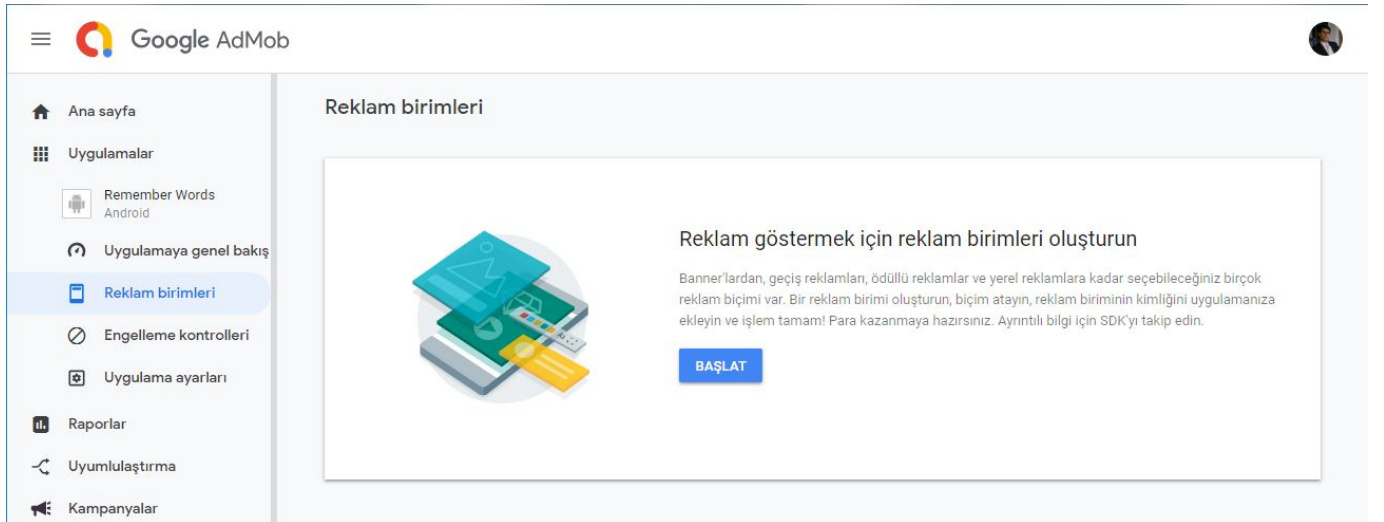 Google AdMob
Ana sayfa
Uygulamalar
Remember Words
Android
Uygulamaya genel bakış
Reklam birimleri
Engelleme kontrolleri
Uygulama ayarları
Raporlar
Uyumlulaştırma
Kampanyalar
Reklam birimleri
Reklam göstermek için reklam birimleri oluşturun
Banner'lardan, geçiş reklamları, ödüllü reklamlar ve yerel reklamlara kadar seçebileceğiniz birçok
reklam biçimi var. Bir reklam birimi oluşturun, biçim atayın, reklam biriminin kimliğini uygulamanıza
ekleyin ve işlem tamam! Para kazanmaya hazırsınız. Ayrıntılı bilgi için SDK'yı takip edin.
BAŞLAT